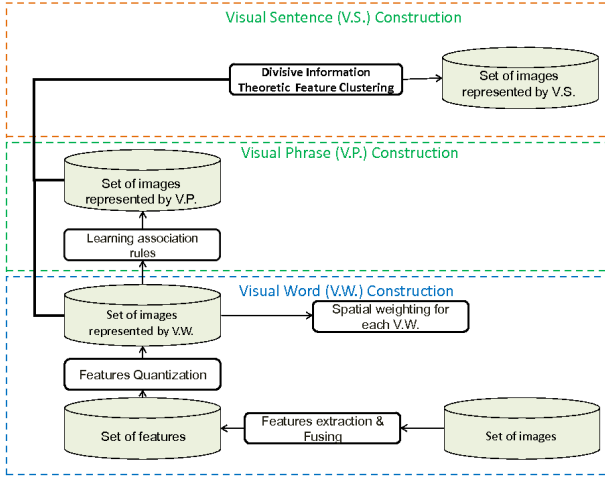 Visual Sentence (V.S.) Construction
Divisive Information
Theoretic Feature Clustering
Set of images
represented by V.S.
Visual Phrase (V.P.) Construction
Set of images
represented by V.P.
Learning association
rules
Visual Word (V.W.) Construction
Set of images
represented by V.W.
Spatial weighting for
each V.W.
Features Quantization
Set of features
Features extraction &
Fusing
Set of images